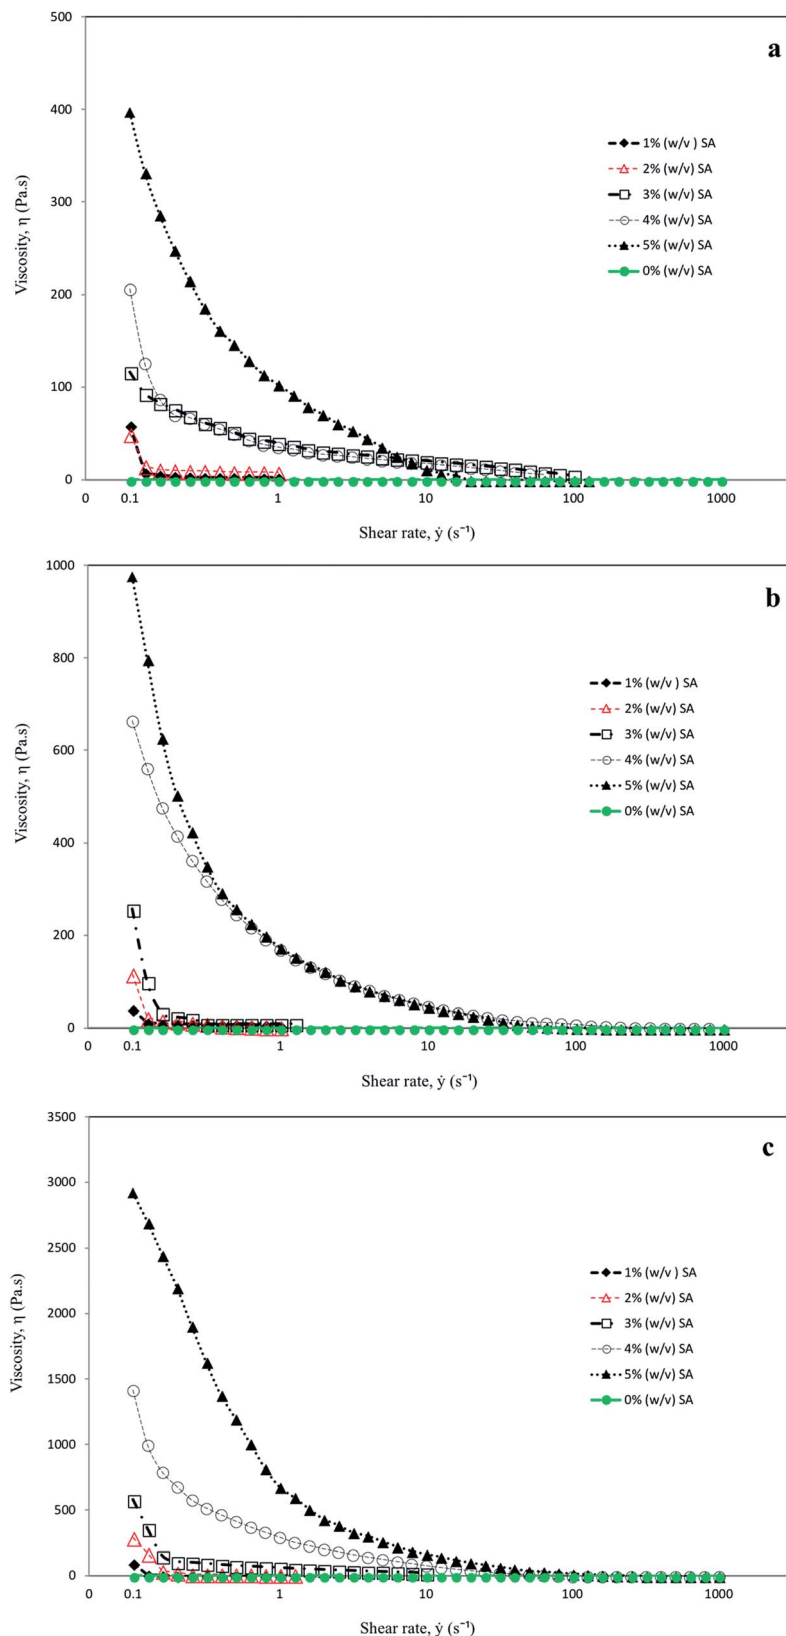 a
500
400
300
200
100
0
Viscosity, η (Pa.s)
1% (w/v ) SA
2% (w/v) SA
3% (w/v) SA
4% (w/v) SA
5% (w/v) SA
0% (w/v) SA
0 0.1 1 10 100 1000
Shear rate, ẏ (s⁻¹)
b
1000
800
600
400
200
0
Viscosity, η (Pa.s)
1% (w/v ) SA
2% (w/v) SA
3% (w/v) SA
4% (w/v) SA
5% (w/v) SA
0% (w/v) SA
0 0.1 1 10 100 1000
Shear rate, ẏ (s⁻¹)
c
3500
3000
2500
2000
1500
1000
500
0
Viscosity, η (Pa.s)
1% (w/v ) SA
2% (w/v) SA
3% (w/v) SA
4% (w/v) SA
5% (w/v) SA
0% (w/v) SA
0 0.1 1 10 100 1000
Shear rate, ẏ (s⁻¹)